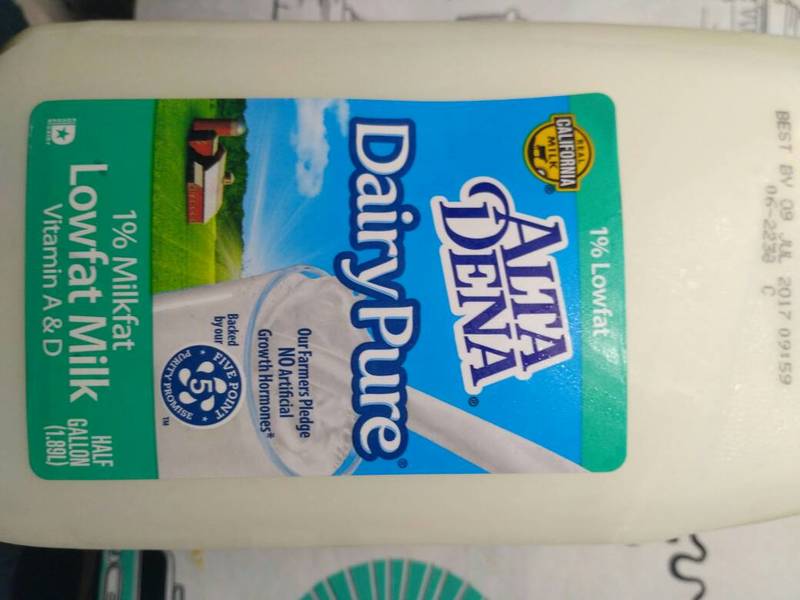 BEST BY 09 JUL 2017 09:59
06-2238 C
1% Lowfat
REAL
CALIFORNIA
MILK
®
ALTA
DENA®
DairyPure®
Our Farmers Pledge
NO Artificial
Growth Hormones*
Backed
by our
FIVE POINT
5
PURITY PROMISE
TM
1% Milkfat
Lowfat Milk
Vitamin A & D
HALF
GALLON
(1.89L)
D